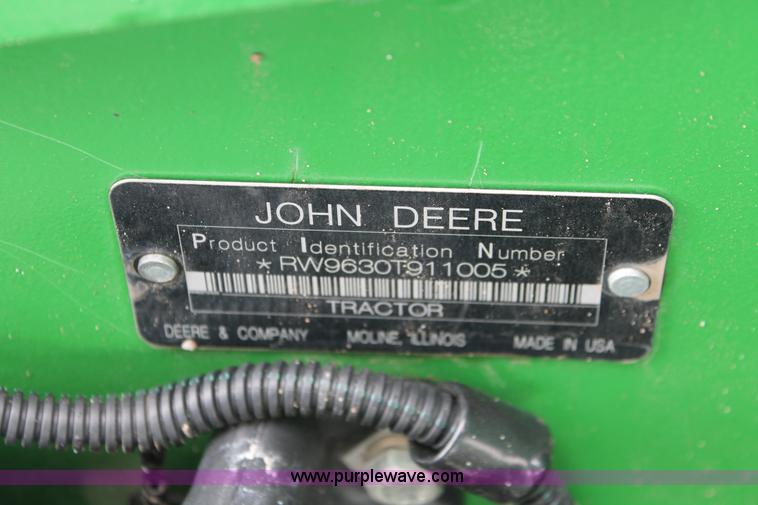 JOHN DEERE
Product Identification Number
*RW9630T911005*
TRACTOR
DEERE & COMPANY MOLINE, ILLINOIS MADE IN USA
www.purplewave.com